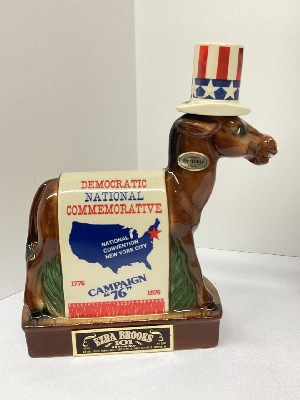 DEMOCRATIC
NATIONAL
COMMEMORATIVE
NATIONAL
CONVENTION
NEW YORK CITY
1776
1976
CAMPAIGN
"76"
EZRA BROOKS
101